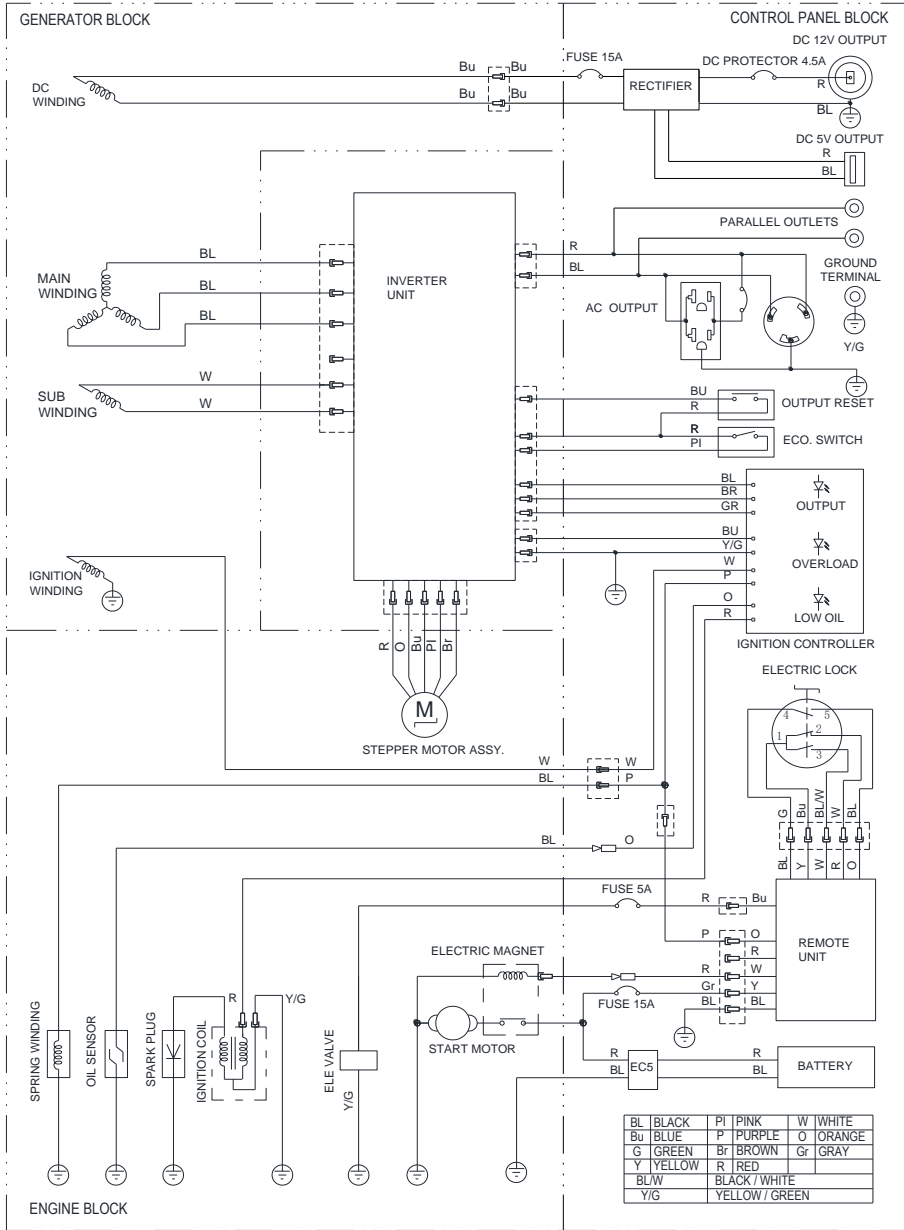 GENERATOR BLOCK
CONTROL PANEL BLOCK
DC 12V OUTPUT
FUSE 15A
DC PROTECTOR 4.5A
Bu Bu
DC
WINDING
RECTIFIER
R
Bu Bu
BL
DC 5V OUTPUT
R
BL
PARALLEL OUTLETS
R
BL
MAIN
WINDING
BL
BL
BL
INVERTER
UNIT
GROUND
TERMINAL
AC OUTPUT
Y/G
SUB
WINDING
W
W
BU
R
OUTPUT RESET
R
PI
ECO. SWITCH
BL
BR
GR
OUTPUT
BU
Y/G
OVERLOAD
W
P
O
R
LOW OIL
IGNITION CONTROLLER
IGNITION
WINDING
R
O
Bu
PI
Br
M
STEPPER MOTOR ASSY.
ELECTRIC LOCK
4
5
1
2
3
W W
BL P
G
Bu
BL/W
W
BL
BL
Y
W
R
O
BL O
FUSE 5A
R Bu
P O
R
R W
Gr Y
BL BL
REMOTE
UNIT
ELECTRIC MAGNET
FUSE 15A
START MOTOR
R
Y/G
SPRING WINDING
OIL SENSOR
SPARK PLUG
IGNITION COIL
ELE VALVE
Y/G
R
BL
EC5
R
BL
BATTERY
BL BLACK PI PINK W WHITE
Bu BLUE P PURPLE O ORANGE
G GREEN Br BROWN Gr GRAY
Y YELLOW R RED
BL/W BLACK / WHITE
Y/G YELLOW / GREEN
ENGINE BLOCK